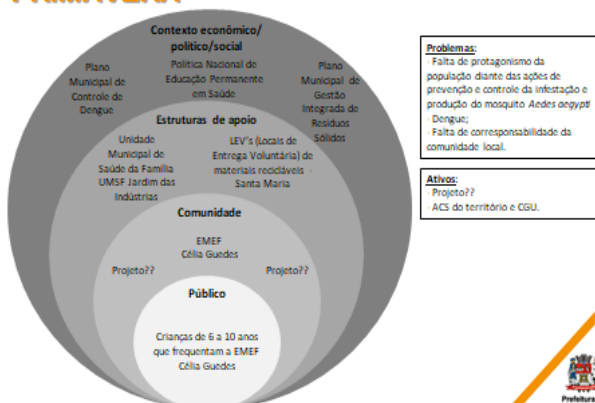 PRIMAVERA
Contexto econômico/
político/social
Plano
Municipal de
Controle de
Dengue
Política Nacional de
Educação Permanente
em Saúde
Plano
Municipal de
Gestão
Integrada de
Resíduos
Sólidos
Estruturas de apoio
Unidade
Municipal de
Saúde da Família
UMSF Jardim das
Indústrias
LEV's (Locais de
Entrega Voluntária) de
materiais recicláveis -
Santa Maria
Comunidade
EMEF
Célia Guedes
Projeto??
Projeto??
Público
Crianças de 6 a 10 anos
que frequentam a EMEF
Célia Guedes
Problemas:
- Falta de protagonismo da
população diante das ações de
prevenção e controle da infestação e
produção do mosquito Aedes aegypti
- Dengue;
- Falta de corresponsabilidade da
comunidade local.
Ativos:
- Projeto??
- ACS do território e CGU.
Prefeitura